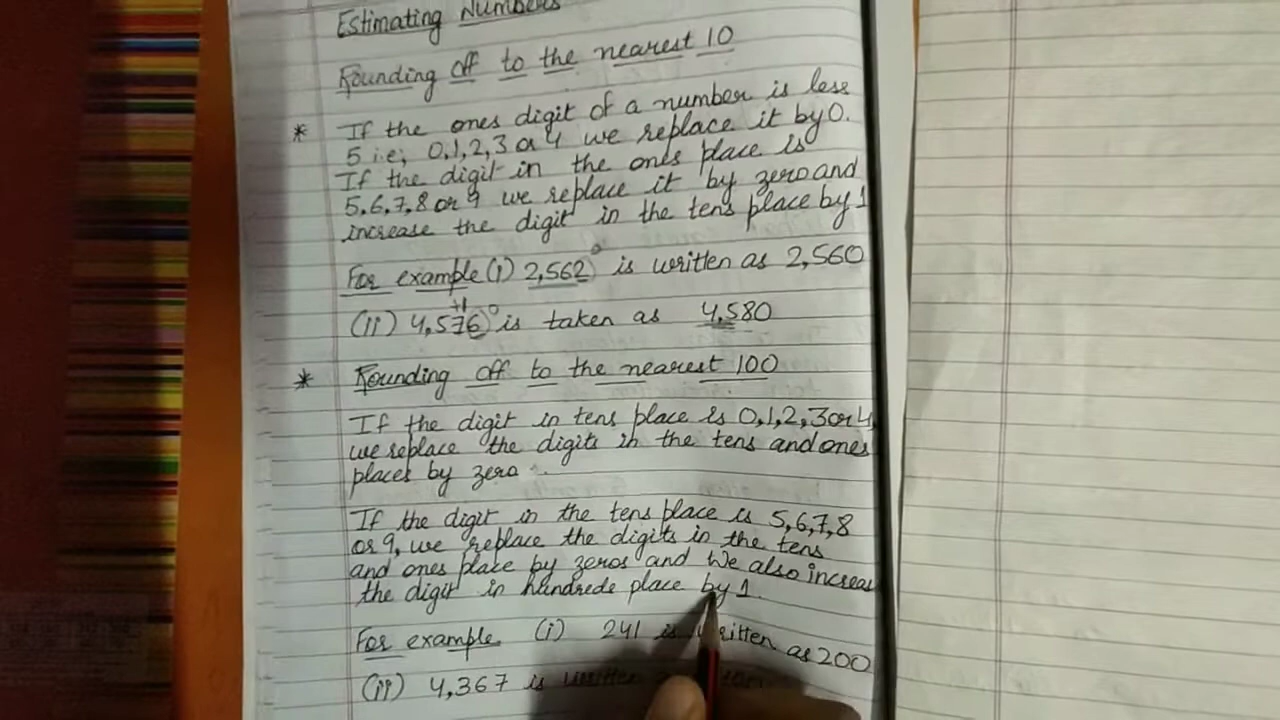 Estimating Numbers
Rounding off to the nearest 10
* If the ones digit of a number is less
5 i.e; 0,1,2,3 or 4 we replace it by 0.
If the digit in the ones place is
5,6,7,8 or 9 we replace it by zero and
increase the digit in the tens place by 1
For example (i) 2,562 0 is written as 2,560
+1
(ii) 4,576 0 is taken as 4,580
* Rounding off to the nearest 100
If the digit in tens place is 0,1,2,3 or 4,
we replace the digits in the tens and ones
places by zero
If the digit in the tens place is 5,6,7,8
or 9, we replace the digits in the tens
and ones place by zeros and we also increas
the digit in hundrede place by 1.
For example. (i) 241 is written as 200
(ii) 4,367 is written